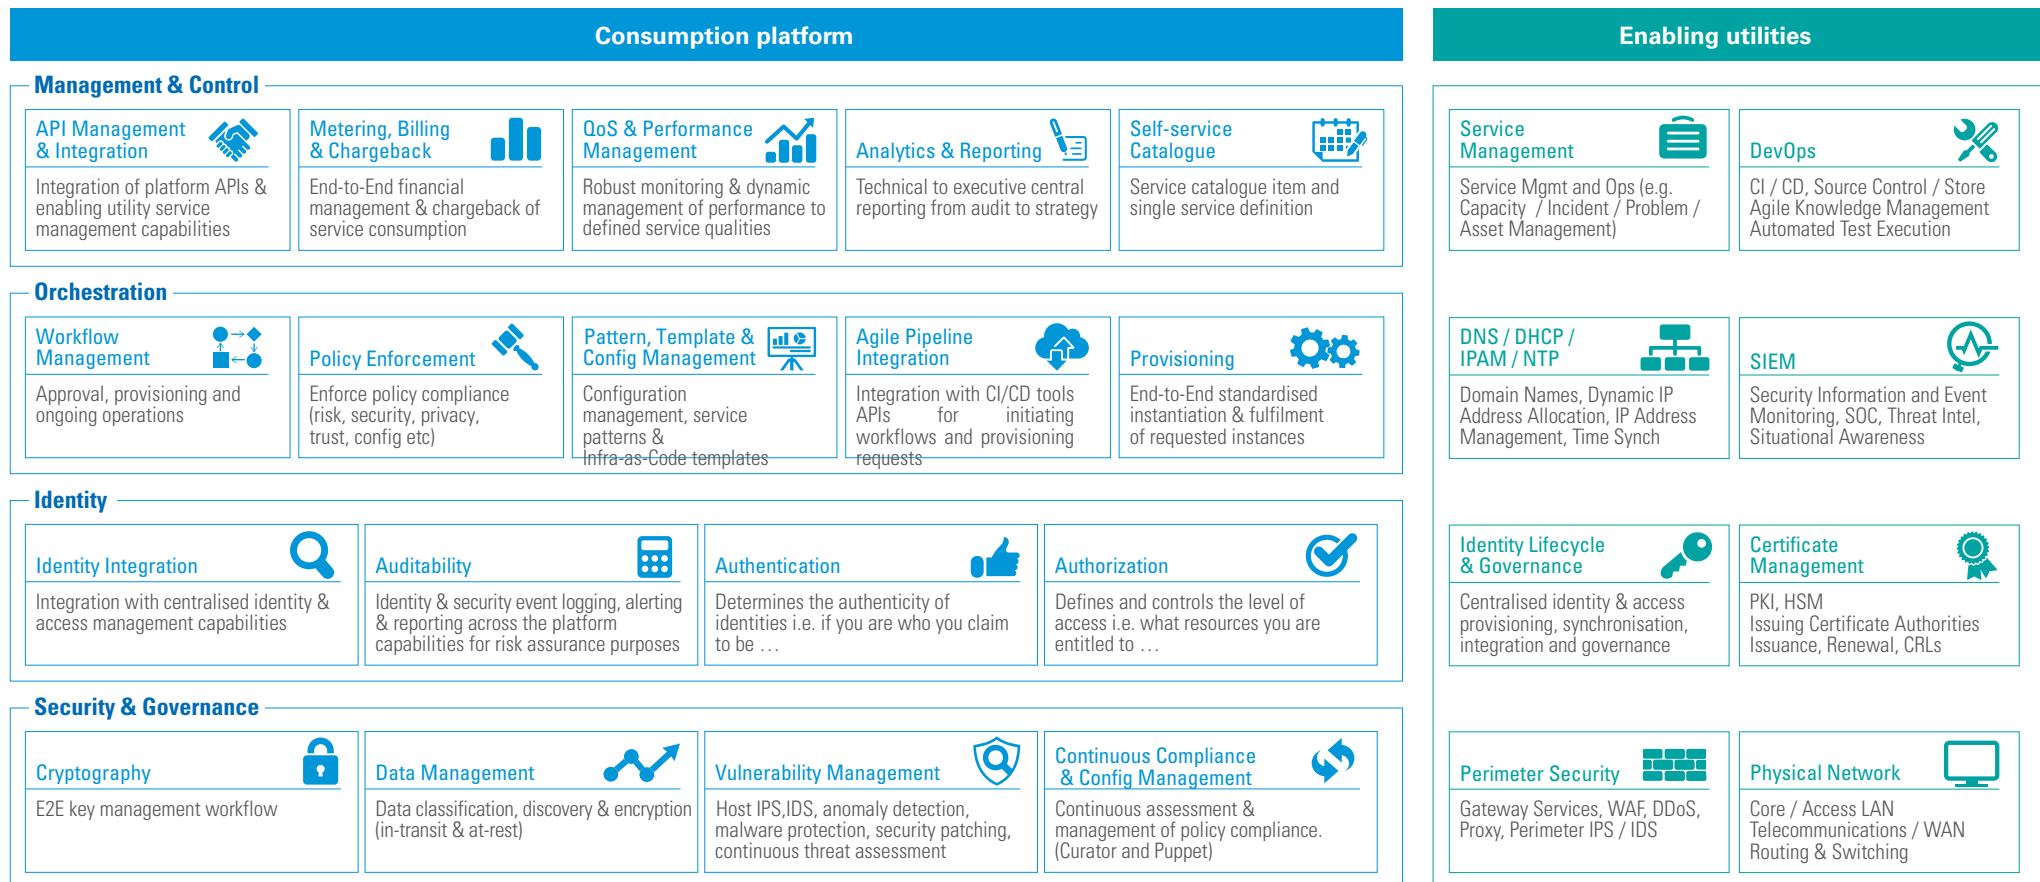 Consumption platform
Enabling utilities
Management & Control
API Management
& Integration
Integration of platform APIs &
enabling utility service
management capabilities
Metering, Billing
& Chargeback
End-to-End financial
management & chargeback of
service consumption
QoS & Performance
Management
Robust monitoring & dynamic
management of performance to
defined service qualities
Analytics & Reporting
Technical to executive central
reporting from audit to strategy
Self-service
Catalogue
Service catalogue item and
single service definition
Service
Management
Service Mgmt and Ops (e.g.
Capacity / Incident / Problem /
Asset Management)
DevOps
CI / CD, Source Control / Store
Agile Knowledge Management
Automated Test Execution
Orchestration
Workflow
Management
Approval, provisioning and
ongoing operations
Policy Enforcement
Enforce policy compliance
(risk, security, privacy,
trust, config etc)
Pattern, Template &
Config Management
Configuration
management, service
patterns &
Infra-as-Code templates
Agile Pipeline
Integration
Integration with CI/CD tools
APIs for initiating
workflows and provisioning
requests
Provisioning
End-to-End standardised
instantiation & fulfilment
of requested instances
DNS / DHCP /
IPAM / NTP
Domain Names, Dynamic IP
Address Allocation, IP Address
Management, Time Synch
SIEM
Security Information and Event
Monitoring, SOC, Threat Intel,
Situational Awareness
Identity
Identity Integration
Integration with centralised identity &
access management capabilities
Auditability
Identity & security event logging, alerting
& reporting across the platform
capabilities for risk assurance purposes
Authentication
Determines the authenticity of
identities i.e. if you are who you claim
to be …
Authorization
Defines and controls the level of
access i.e. what resources you are
entitled to …
Identity Lifecycle
& Governance
Centralised identity & access
provisioning, synchronisation,
integration and governance
Certificate
Management
PKI, HSM
Issuing Certificate Authorities
Issuance, Renewal, CRLs
Security & Governance
Cryptography
E2E key management workflow
Data Management
Data classification, discovery & encryption
(in-transit & at-rest)
Vulnerability Management
Host IPS,IDS, anomaly detection,
malware protection, security patching,
continuous threat assessment
Continuous Compliance
& Config Management
Continuous assessment &
management of policy compliance.
(Curator and Puppet)
Perimeter Security
Gateway Services, WAF, DDoS,
Proxy, Perimeter IPS / IDS
Physical Network
Core / Access LAN
Telecommunications / WAN
Routing & Switching